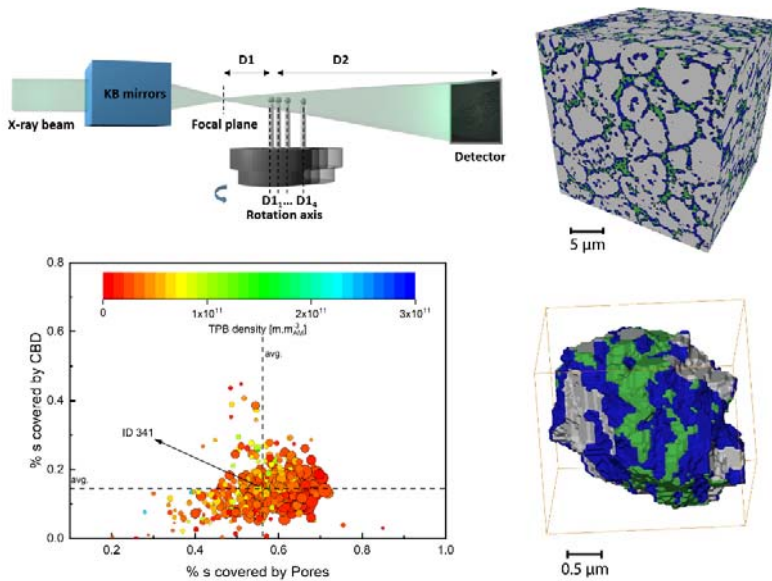 D1
D2
KB mirrors
X-ray beam
Focal plane
Detector
D1₁... D1₄
Rotation axis
5 µm
0.8
0.6
0.4
0.2
0.0
% s covered by CBD
0
1x10¹¹
2x10¹¹
3x10¹¹
TPB density [m.m⁻³AM]
avg.
ID 341
avg.
0.2
0.4
0.6
0.8
1.0
% s covered by Pores
0.5 µm